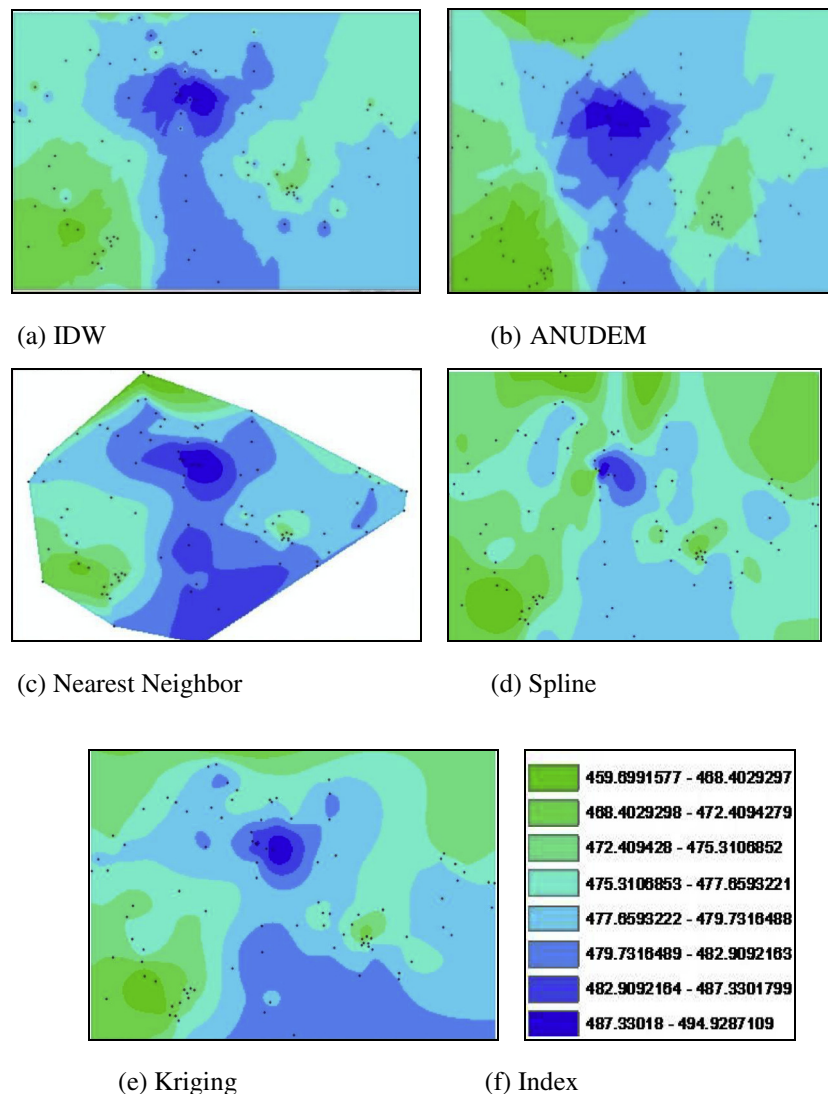 (a) IDW
(b) ANUDEM
(c) Nearest Neighbor
(d) Spline
459.6991577 - 468.4029297
468.4029298 - 472.4094279
472.409428 - 475.3106852
475.3106853 - 477.6593221
477.6593222 - 479.7316488
479.7316489 - 482.9092163
482.9092164 - 487.3301799
487.33018 - 494.9287109
(e) Kriging
(f) Index